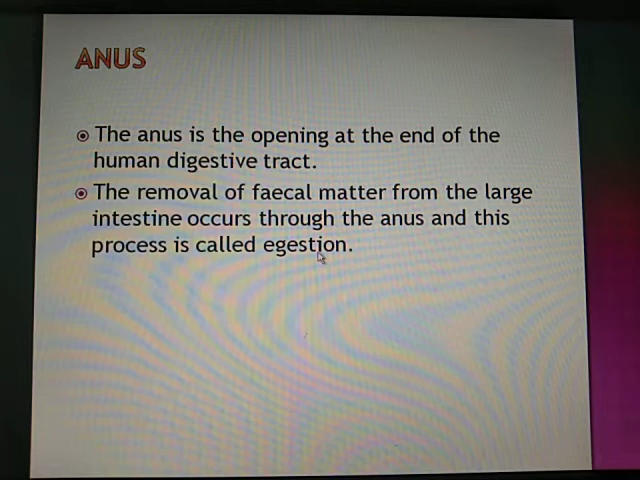 ANUS
The anus is the opening at the end of the
human digestive tract.
The removal of faecal matter from the large
intestine occurs through the anus and this
process is called egestion.